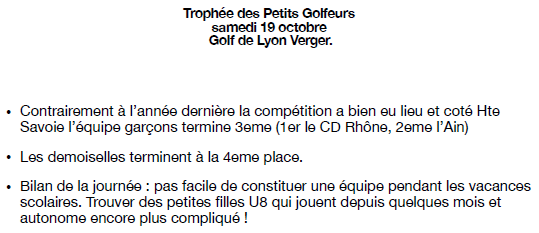 Trophée des Petits Golfeurs
samedi 19 octobre
Golf de Lyon Verger.
• Contrairement à l'année dernière la compétition a bien eu lieu et coté Hte
Savoie l'équipe garçons termine 3eme (1er le CD Rhône, 2eme l'Ain)
• Les demoiselles terminent à la 4eme place.
• Bilan de la journée : pas facile de constituer une équipe pendant les vacances
scolaires. Trouver des petites filles U8 qui jouent depuis quelques mois et
autonome encore plus compliqué !